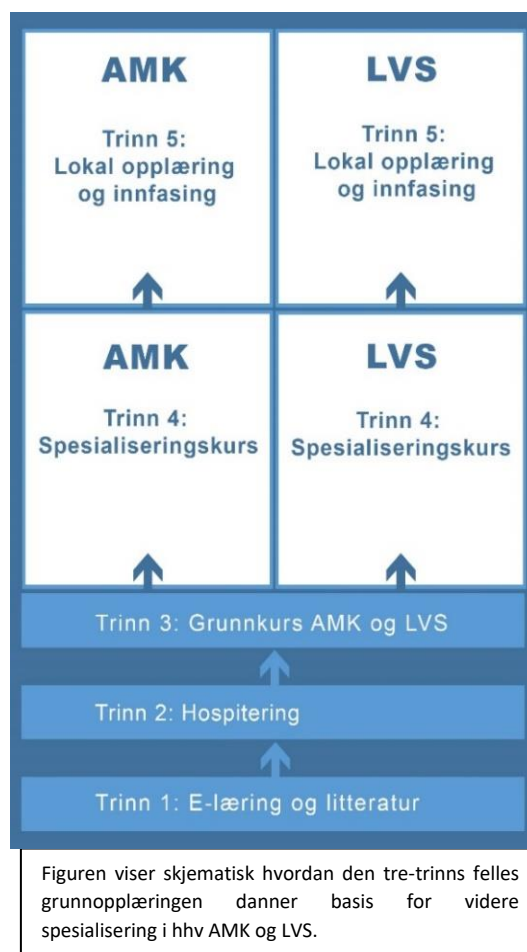 AMK
Trinn 5:
Lokal opplæring
og innfasing
LVS
Trinn 5:
Lokal opplæring
og innfasing
AMK
Trinn 4:
Spesialiseringskurs
LVS
Trinn 4:
Spesialiseringskurs
Trinn 3: Grunnkurs AMK og LVS
Trinn 2: Hospitering
Trinn 1: E-læring og litteratur
Figuren viser skjematisk hvordan den tre-trinns felles
grunnopplæringen danner basis for videre
spesialisering i hhv AMK og LVS.